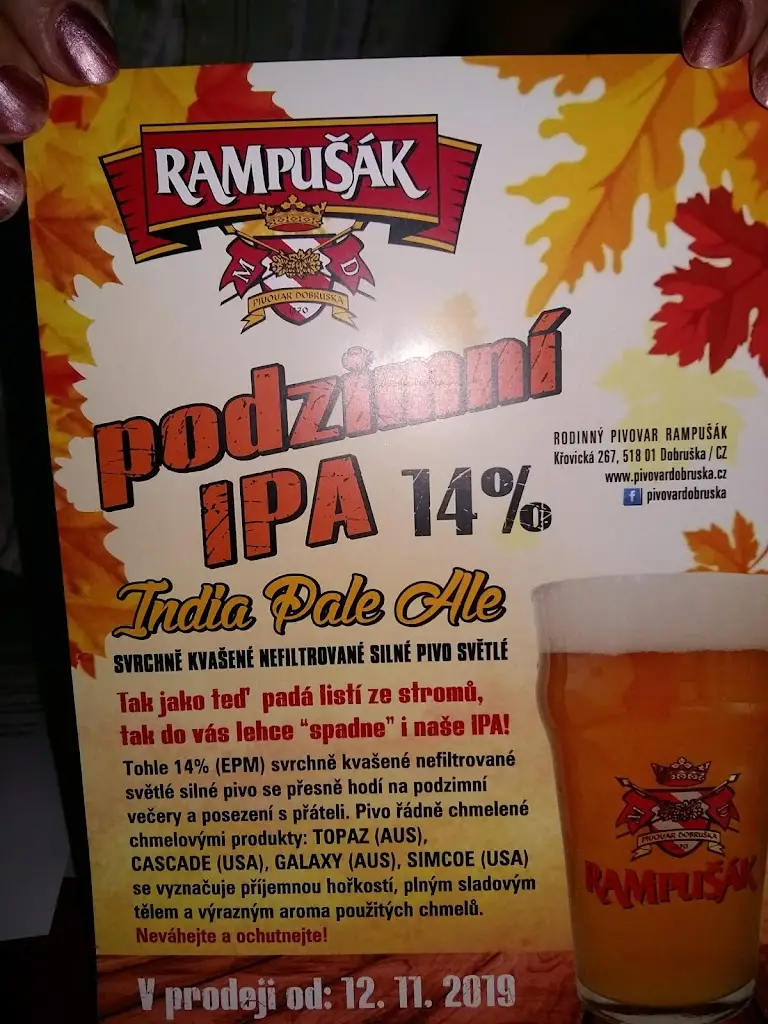 RAMPUŠÁK
M D
PIVOVAR DOBRUSKA
podzimní
IPA 14%
RODINNÝ PIVOVAR RAMPUŠÁK
Křovická 267, 518 01 Dobruška / CZ
www.pivovardobruska.cz
f pivovardobruska
India Pale Ale
SVRCHNĚ KVAŠENÉ NEFILTROVANÉ SILNÉ PIVO SVĚTLÉ
Tak jako teď padá listí ze stromů,
tak do vás lehce "spadne" i naše IPA!
Tohle 14% (EPM) svrchně kvašené nefiltrované
světlé silné pivo se přesně hodí na podzimní
večery a posezení s přáteli. Pivo řádně chmelené
chmelovými produkty: TOPAZ (AUS),
CASCADE (USA), GALAXY (AUS), SIMCOE (USA)
se vyznačuje příjemnou hořkostí, plným sladovým
tělem a výrazným aroma použitých chmelů.
Neváhejte a ochutnejte!
PIVOVAR DOBRUSKA
RAMPUŠÁK
V prodeji od: 12. 11. 2019